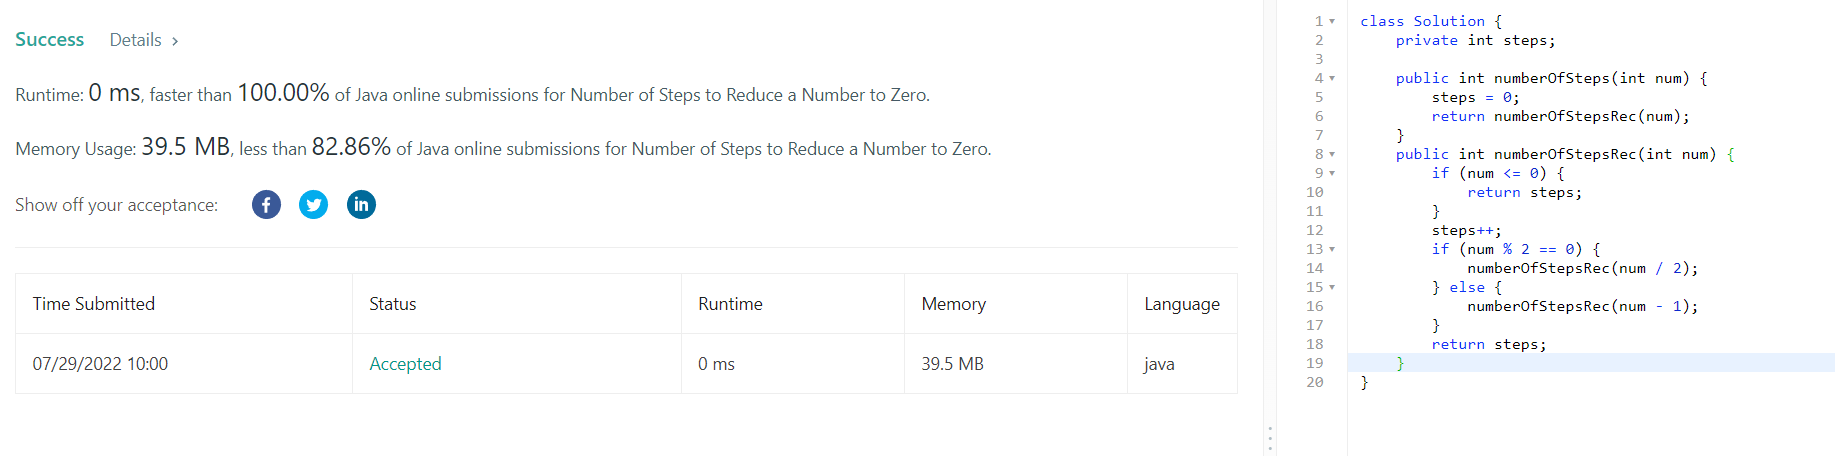 Success Details >
Runtime: 0 ms, faster than 100.00% of Java online submissions for Number of Steps to Reduce a Number to Zero.
Memory Usage: 39.5 MB, less than 82.86% of Java online submissions for Number of Steps to Reduce a Number to Zero.
Show off your acceptance:
Time Submitted Status Runtime Memory Language
07/29/2022 10:00 Accepted 0 ms 39.5 MB java
1 class Solution {
2     private int steps;
3
4     public int numberOfSteps(int num) {
5         steps = 0;
6         return numberOfStepsRec(num);
7     }
8     public int numberOfStepsRec(int num) {
9         if (num <= 0) {
10             return steps;
11         }
12         steps++;
13         if (num % 2 == 0) {
14             numberOfStepsRec(num / 2);
15         } else {
16             numberOfStepsRec(num - 1);
17         }
18         return steps;
19     }
20 }